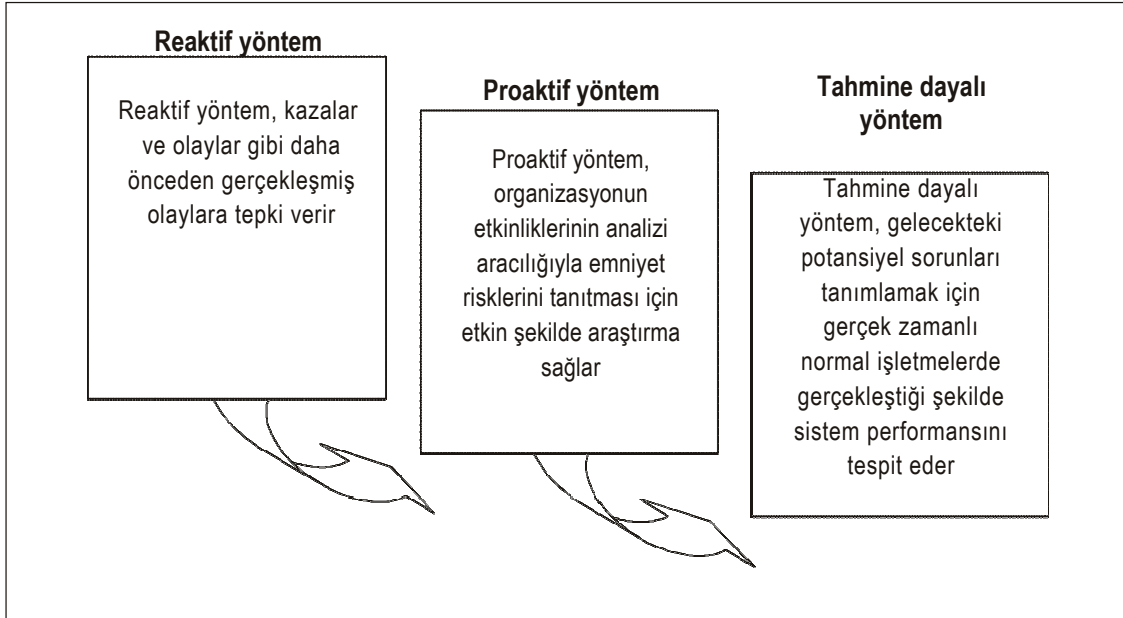 Reaktif yöntem
Reaktif yöntem, kazalar
ve olaylar gibi daha
önceden gerçekleşmiş
olaylara tepki verir
Proaktif yöntem
Proaktif yöntem,
organizasyonun
etkinliklerinin analizi
aracılığıyla emniyet
risklerini tanıtması için
etkin şekilde araştırma
sağlar
Tahmine dayalı
yöntem
Tahmine dayalı
yöntem, gelecekteki
potansiyel sorunları
tanımlamak için
gerçek zamanlı
normal işletmelerde
gerçekleştiği şekilde
sistem performansını
tespit eder